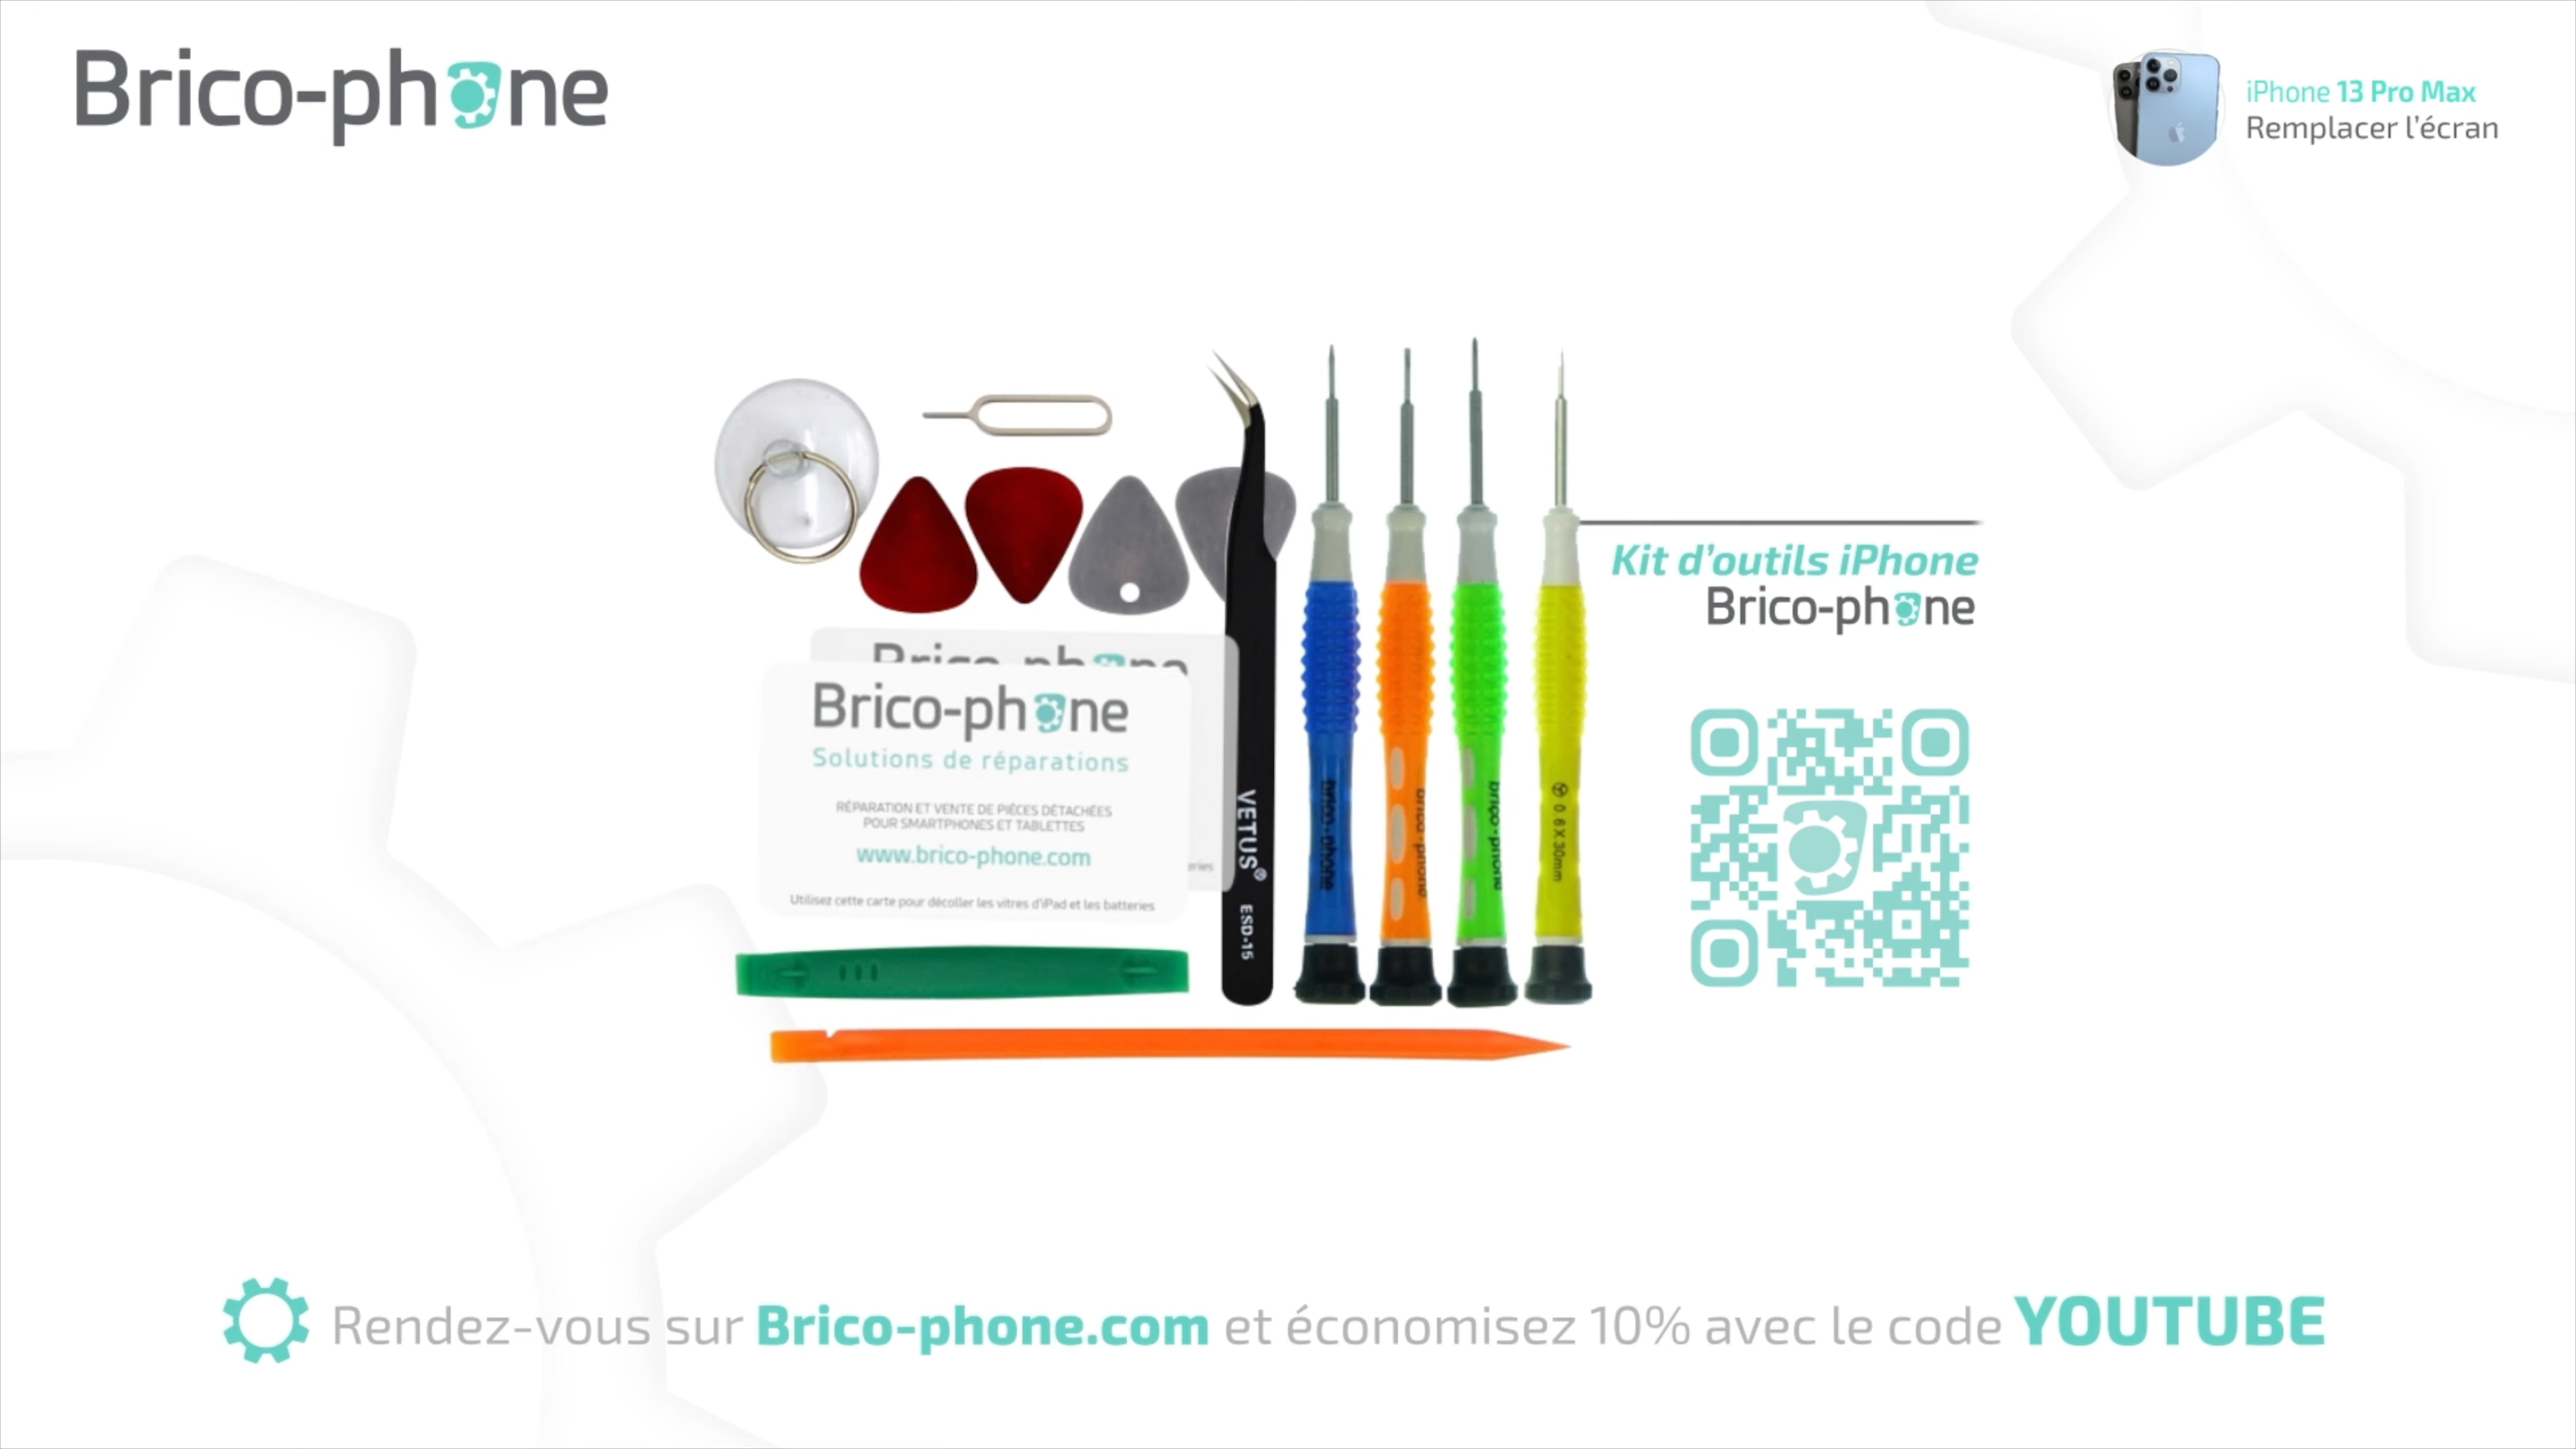 Brico-phone
iPhone 13 Pro Max
Remplacer l'écran
Kit d'outils iPhone
Brico-phone
Brico-phone
Brico-phone
Solutions de réparations
RÉPARATION ET VENTE DE PIÈCES DÉTACHÉES
POUR SMARTPHONES ET TABLETTES
www.brico-phone.com
Utilisez cette carte pour décoller les vitres d'iPad et les batteries
VETUS® ESD-15
brico-phone
brico-phone
brico-phone
0.6X30mm
Rendez-vous sur Brico-phone.com et économisez 10% avec le code YOUTUBE